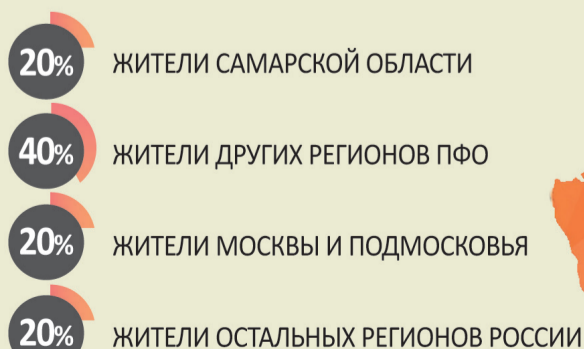 20% ЖИТЕЛИ САМАРСКОЙ ОБЛАСТИ
40% ЖИТЕЛИ ДРУГИХ РЕГИОНОВ ПФО
20% ЖИТЕЛИ МОСКВЫ И ПОДМОСКОВЬЯ
20% ЖИТЕЛИ ОСТАЛЬНЫХ РЕГИОНОВ РОССИИ